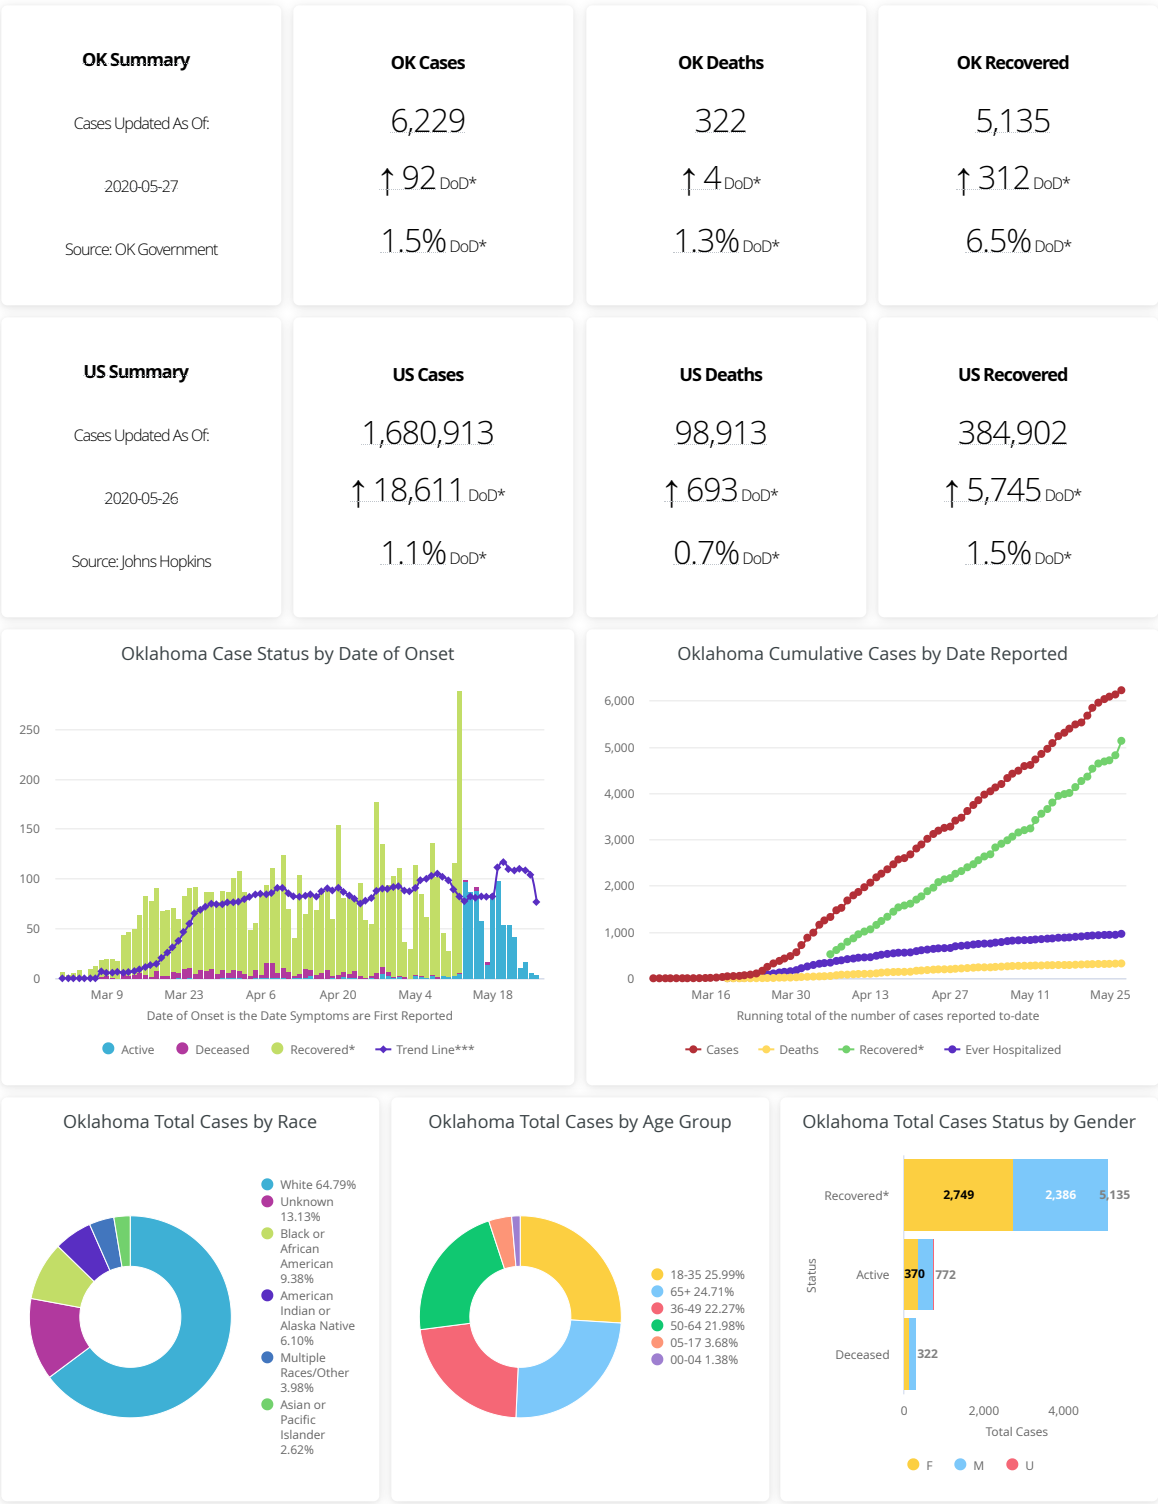 OK Summary
Cases Updated As Of:
2020-05-27
Source: OK Government
OK Cases
6,229
↑ 92 DoD*
1.5% DoD*
OK Deaths
322
↑ 4 DoD*
1.3% DoD*
OK Recovered
5,135
↑ 312 DoD*
6.5% DoD*
US Summary
Cases Updated As Of:
2020-05-26
Source: Johns Hopkins
US Cases
1,680,913
↑ 18,611 DoD*
1.1% DoD*
US Deaths
98,913
↑ 693 DoD*
0.7% DoD*
US Recovered
384,902
↑ 5,745 DoD*
1.5% DoD*
Oklahoma Case Status by Date of Onset
250
200
150
100
50
0
Mar 9 Mar 23 Apr 6 Apr 20 May 4 May 18
Date of Onset is the Date Symptoms are First Reported
Active Deceased Recovered* Trend Line***
Oklahoma Cumulative Cases by Date Reported
6,000
5,000
4,000
3,000
2,000
1,000
0
Mar 16 Mar 30 Apr 13 Apr 27 May 11 May 25
Running total of the number of cases reported to-date
Cases Deaths Recovered* Ever Hospitalized
Oklahoma Total Cases by Race
White 64.79%
Unknown
13.13%
Black or
African
American
9.38%
American
Indian or
Alaska Native
6.10%
Multiple
Races/Other
3.98%
Asian or
Pacific
Islander
2.62%
Oklahoma Total Cases by Age Group
18-35 25.99%
65+ 24.71%
36-49 22.27%
50-64 21.98%
05-17 3.68%
00-04 1.38%
Oklahoma Total Cases Status by Gender
Status
Recovered* 2,749 2,386 5,135
Active 370 772
Deceased 322
0 2,000 4,000
Total Cases
F M U